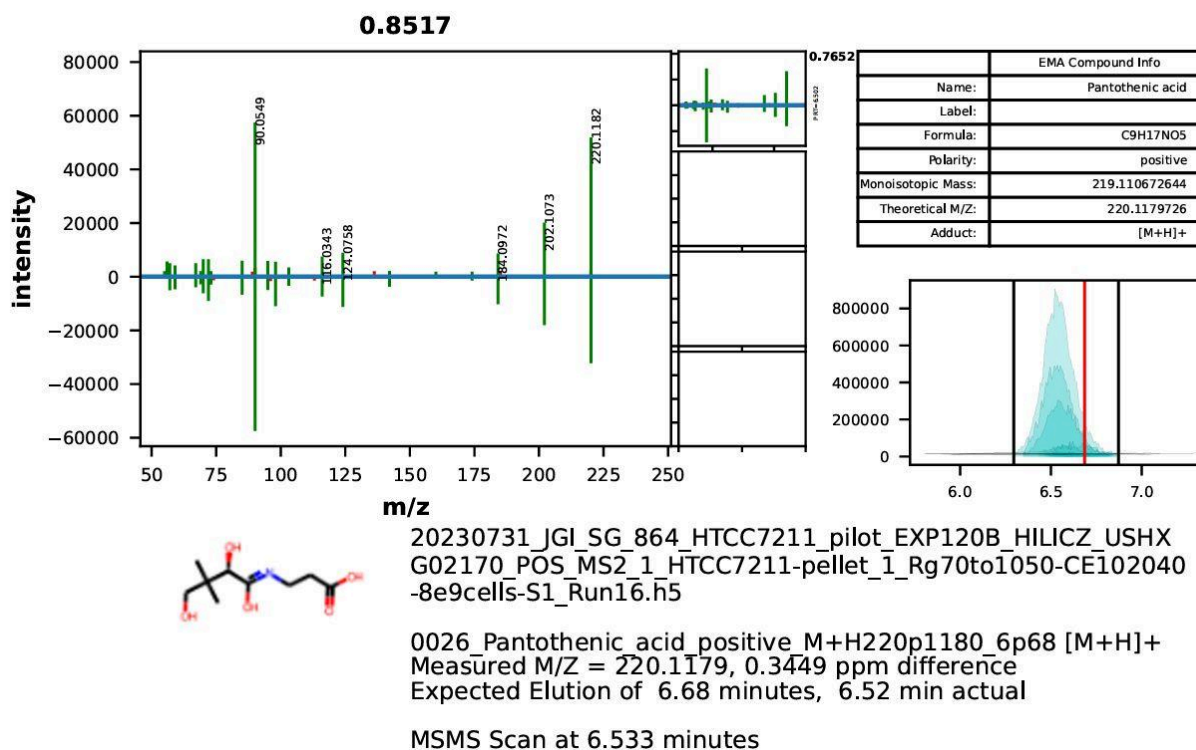 0.8517
80000
60000
40000
20000
0
−20000
−40000
−60000
intensity
90.0549
116.0343
124.0758
184.0972
202.1073
220.1182
50 75 100 125 150 175 200 225 250
m/z
0.7652
EMA Compound Info
Name: Pantothenic acid
Label:
Formula: C9H17NO5
Polarity: positive
Monoisotopic Mass: 219.110672644
Theoretical M/Z: 220.1179726
Adduct: [M+H]+
800000
600000
400000
200000
0
6.0 6.5 7.0
OH
OH
N
OH
OH
O
20230731_JGI_SG_864_HTCC7211_pilot_EXP120B_HILICZ_USHX
G02170_POS_MS2_1_HTCC7211-pellet_1_Rg70to1050-CE102040
-8e9cells-S1_Run16.h5
0026_Pantothenic_acid_positive_M+H220p1180_6p68 [M+H]+
Measured M/Z = 220.1179, 0.3449 ppm difference
Expected Elution of 6.68 minutes, 6.52 min actual
MSMS Scan at 6.533 minutes